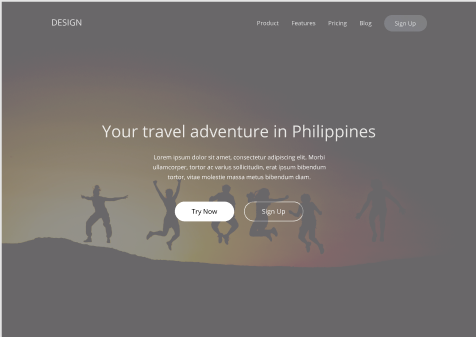 DESIGN
Product Features Pricing Blog Sign Up
Your travel adventure in Philippines
Lorem ipsum dolor sit amet, consectetur adipiscing elit. Morbi
ullamcorper, tortor ac varius sollicitudin, erat ipsum bibendum
tortor, vitae molestie massa metus bibendum diam.
Try Now Sign Up